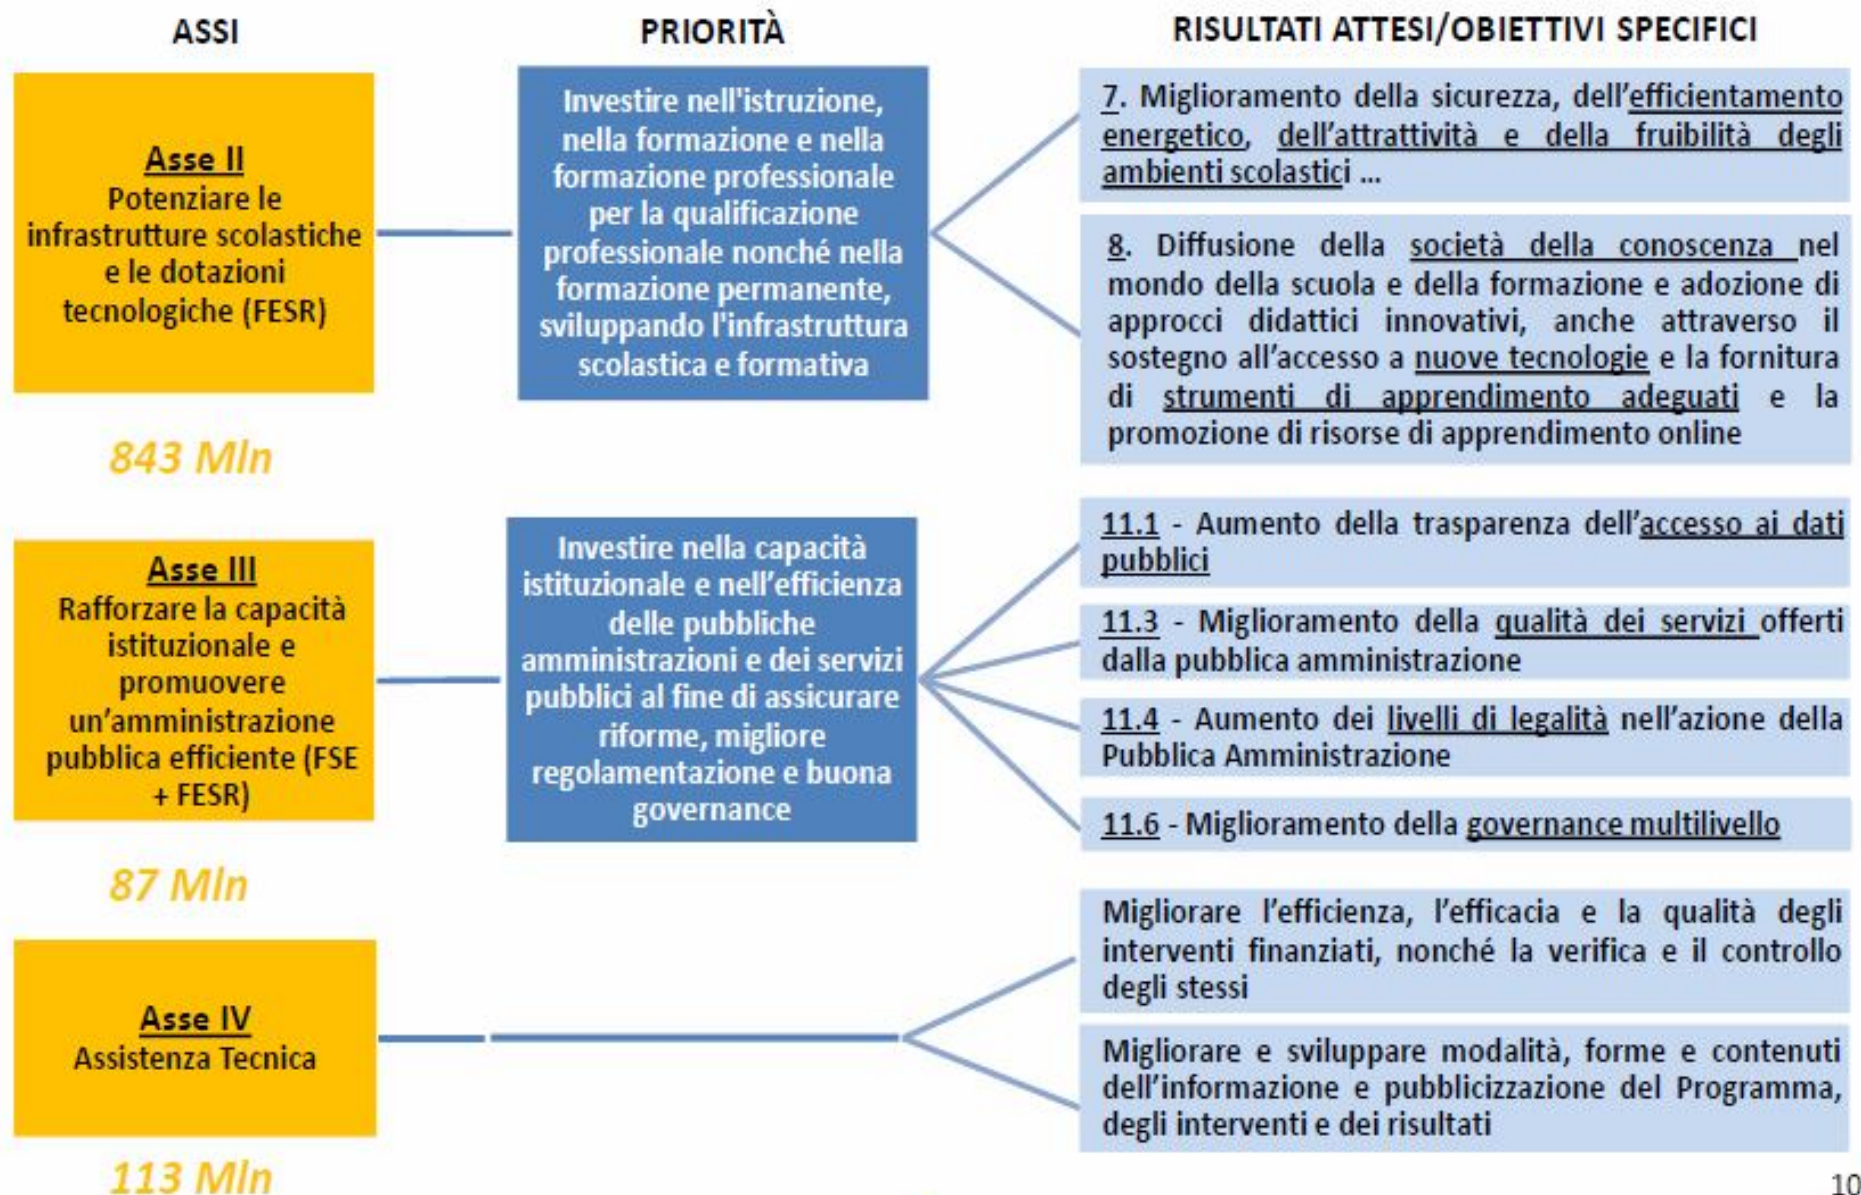 ASSI
PRIORITÀ
RISULTATI ATTESI/OBIETTIVI SPECIFICI
Asse II
Potenziare le
infrastrutture scolastiche
e le dotazioni
tecnologiche (FESR)
843 Mln
Investire nell'istruzione,
nella formazione e nella
formazione professionale
per la qualificazione
professionale nonché nella
formazione permanente,
sviluppando l'infrastruttura
scolastica e formativa
7. Miglioramento della sicurezza, dell’efficientamento
energetico, dell’attrattività e della fruibilità degli
ambienti scolastici ...
8. Diffusione della società della conoscenza nel
mondo della scuola e della formazione e adozione di
approcci didattici innovativi, anche attraverso il
sostegno all’accesso a nuove tecnologie e la fornitura
di strumenti di apprendimento adeguati e la
promozione di risorse di apprendimento online
Asse III
Rafforzare la capacità
istituzionale e
promuovere
un’amministrazione
pubblica efficiente (FSE
+ FESR)
87 Mln
Investire nella capacità
istituzionale e nell’efficienza
delle pubbliche
amministrazioni e dei servizi
pubblici al fine di assicurare
riforme, migliore
regolamentazione e buona
governance
11.1 - Aumento della trasparenza dell’accesso ai dati
pubblici
11.3 - Miglioramento della qualità dei servizi offerti
dalla pubblica amministrazione
11.4 - Aumento dei livelli di legalità nell’azione della
Pubblica Amministrazione
11.6 - Miglioramento della governance multilivello
Asse IV
Assistenza Tecnica
113 Mln
Migliorare l’efficienza, l’efficacia e la qualità degli
interventi finanziati, nonché la verifica e il controllo
degli stessi
Migliorare e sviluppare modalità, forme e contenuti
dell’informazione e pubblicizzazione del Programma,
degli interventi e dei risultati
10